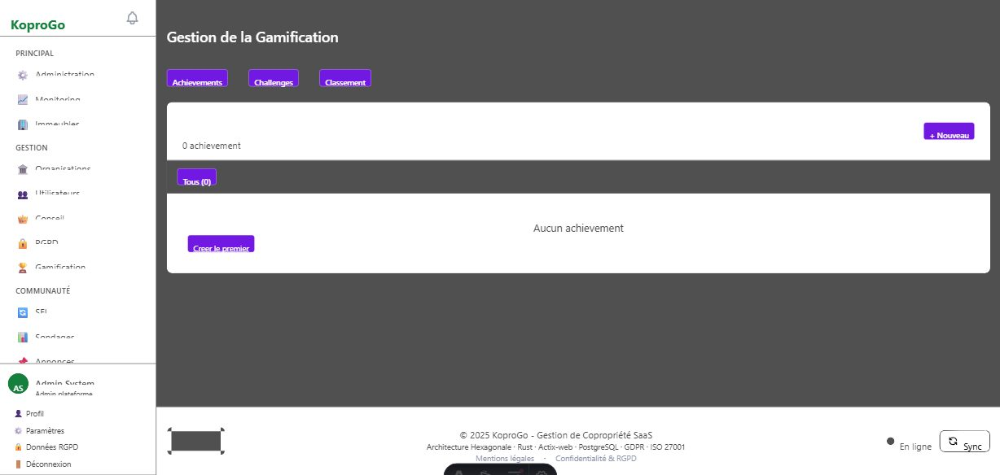 KoproGo
PRINCIPAL
Administration
Monitoring
Immeubles
GESTION
Organisations
Utilisateurs
Conseil
RGPD
Gamification
COMMUNAUTÉ
SEL
Sondages
Annonces
AS
Admin System
Admin plateforme
Profil
Paramètres
Données RGPD
Déconnexion
Gestion de la Gamification
Achievements Challenges Classement
+ Nouveau
0 achievement
Tous (0)
Aucun achievement
Creer le premier
© 2025 KoproGo - Gestion de Copropriété SaaS
Architecture Hexagonale · Rust · Actix-web · PostgreSQL · GDPR · ISO 27001
Mentions légales · Confidentialité & RGPD
En ligne
Sync